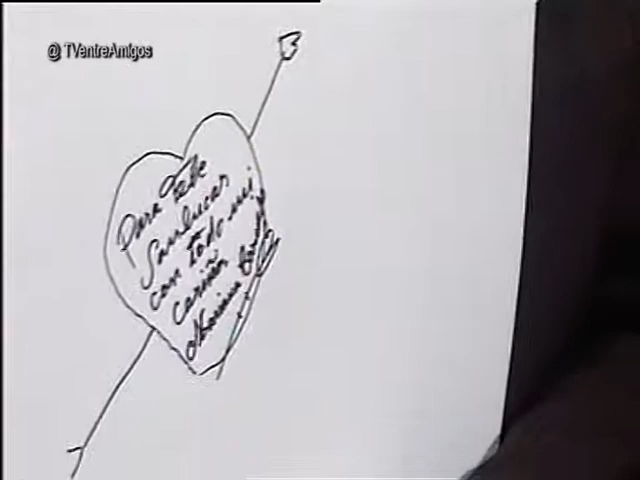 @ TVentreAmigos
Para
Sanlucar
con todo mi
cariño